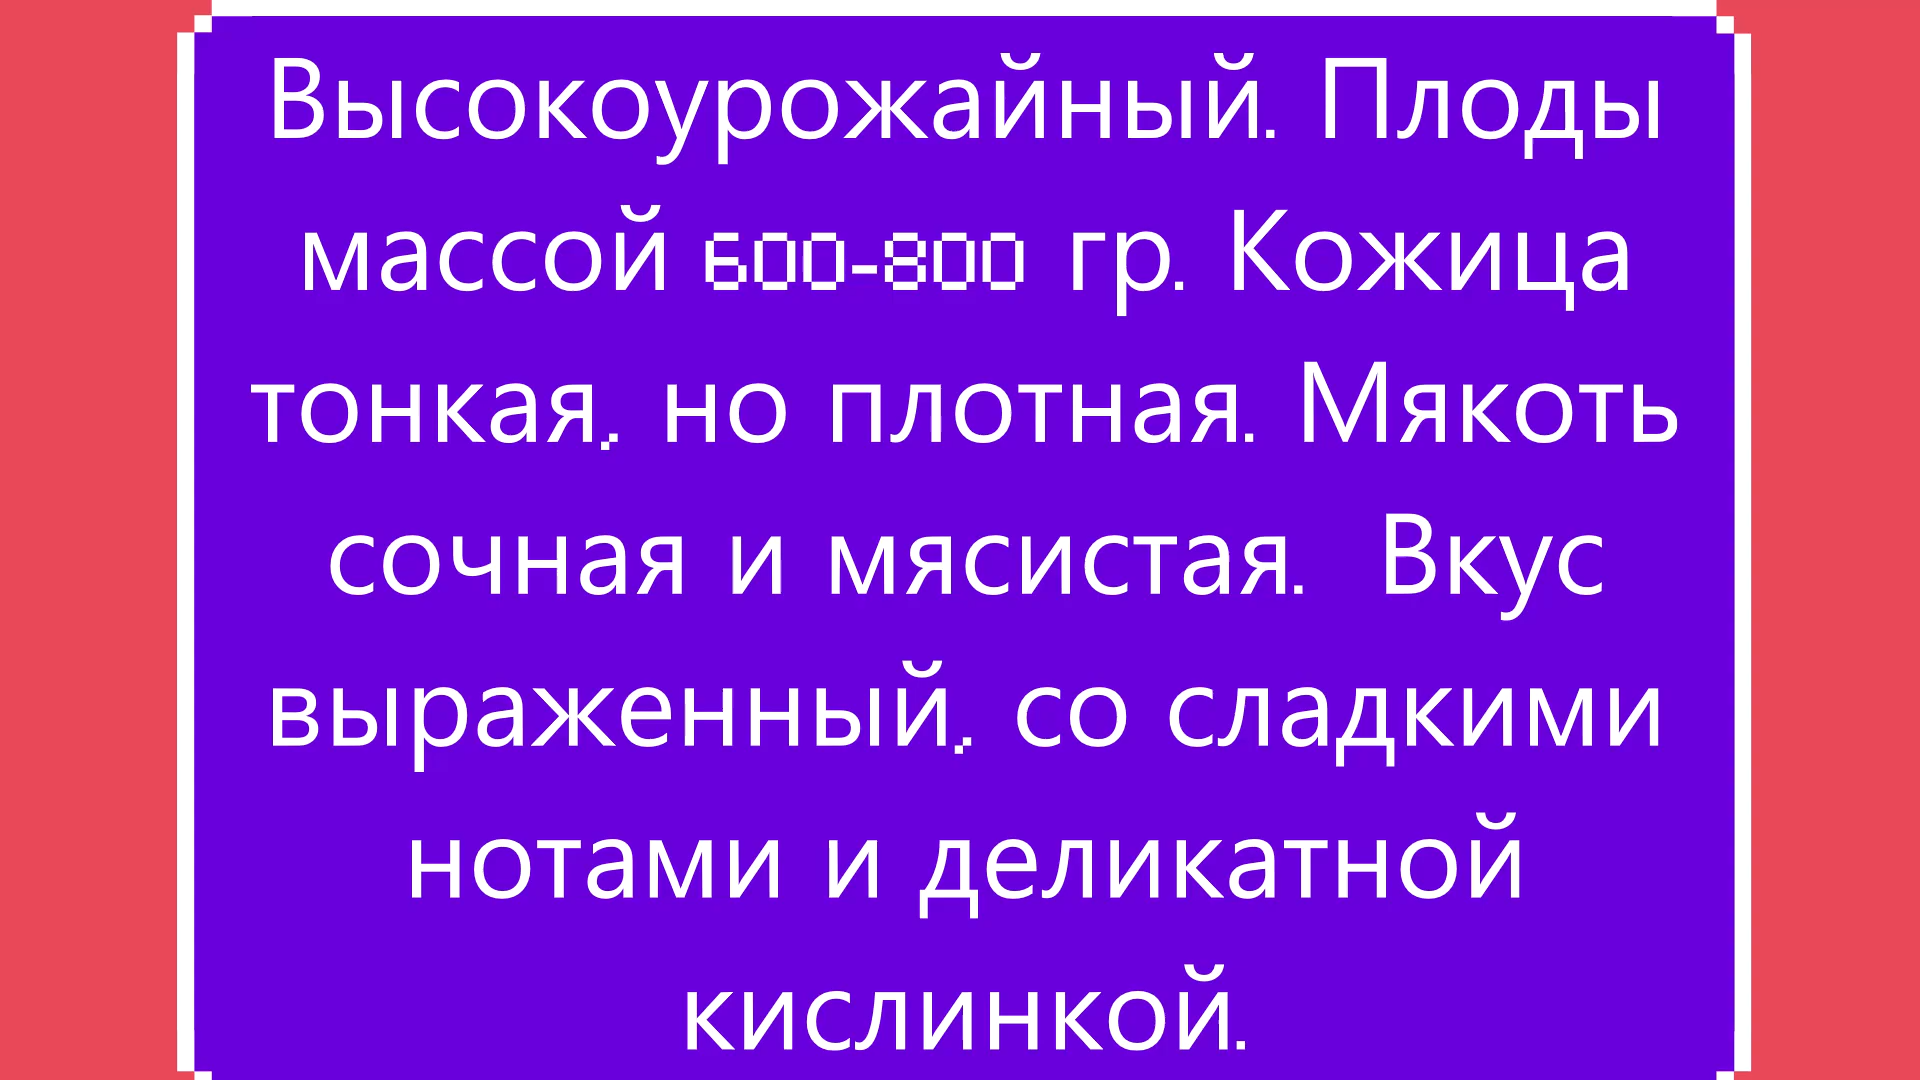 Высокоурожайный. Плоды
массой 600-800 гр. Кожица
тонкая, но плотная. Мякоть
сочная и мясистая. Вкус
выраженный, со сладкими
нотами и деликатной
кислинкой.